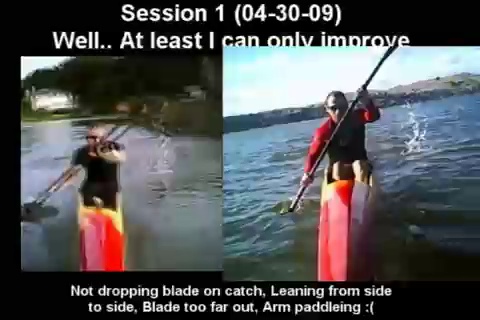 Session 1 (04-30-09)
Well.. At least I can only improve
Not dropping blade on catch, Leaning from side
to side, Blade too far out, Arm paddleing :(